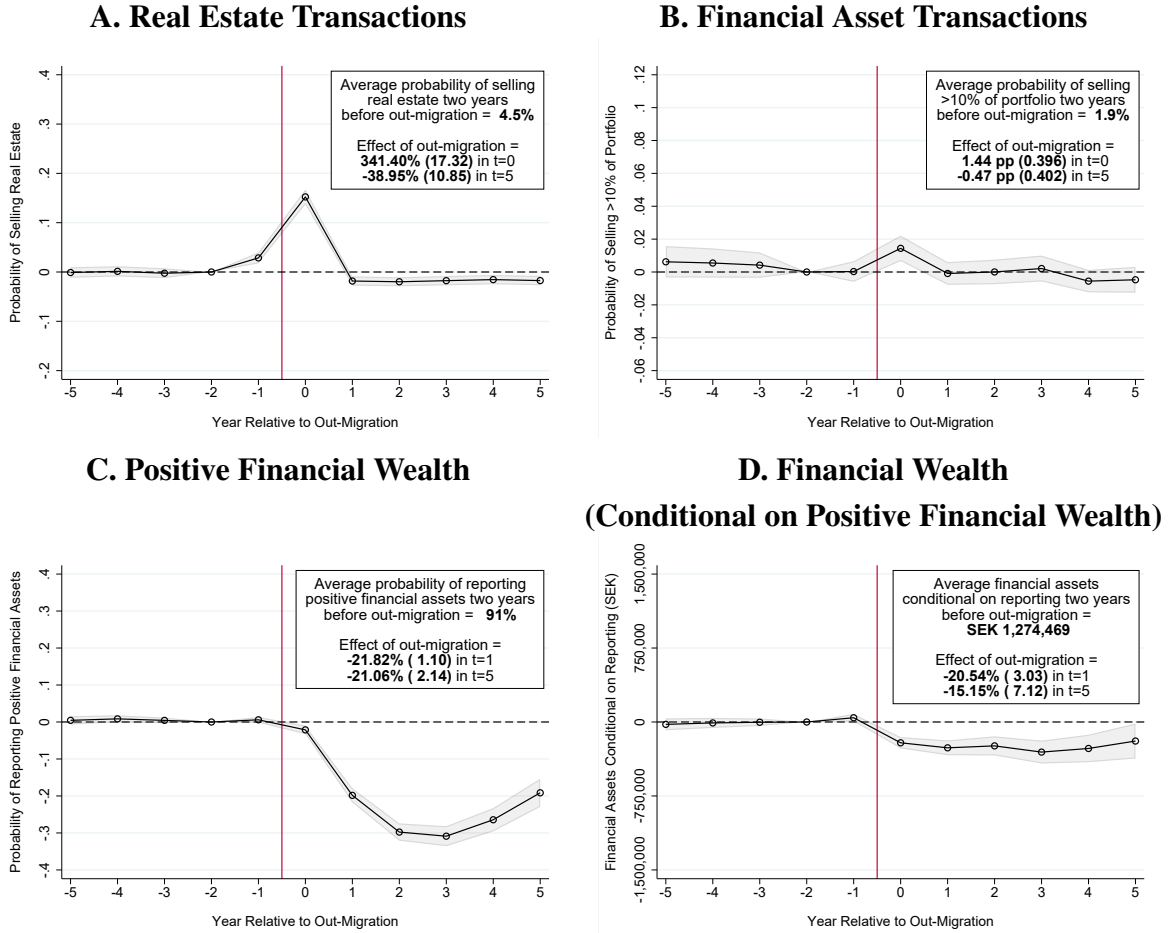 A. Real Estate Transactions
Probability of Selling Real Estate
.4
.3
.2
.1
0
-.1
-.2
Average probability of selling
real estate two years
before out-migration = 4.5%
Effect of out-migration =
341.40% (17.32) in t=0
-38.95% (10.85) in t=5
-5 -4 -3 -2 -1 0 1 2 3 4 5
Year Relative to Out-Migration
B. Financial Asset Transactions
Probability of Selling >10% of Portfolio
.12
.1
.08
.06
.04
.02
0
-.02
-.04
-.06
Average probability of selling
>10% of portfolio two years
before out-migration = 1.9%
Effect of out-migration =
1.44 pp (0.396) in t=0
-0.47 pp (0.402) in t=5
-5 -4 -3 -2 -1 0 1 2 3 4 5
Year Relative to Out-Migration
C. Positive Financial Wealth
Probability of Reporting Positive Financial Assets
.4
.3
.2
.1
0
-.1
-.2
-.3
-.4
Average probability of reporting
positive financial assets two years
before out-migration = 91%
Effect of out-migration =
-21.82% ( 1.10) in t=1
-21.06% ( 2.14) in t=5
-5 -4 -3 -2 -1 0 1 2 3 4 5
Year Relative to Out-Migration
D. Financial Wealth
(Conditional on Positive Financial Wealth)
Financial Assets Conditional on Reporting (SEK)
1,500,000
750,000
0
-750,000
-1,500,000
Average financial assets
conditional on reporting two years
before out-migration =
SEK 1,274,469
Effect of out-migration =
-20.54% ( 3.03) in t=1
-15.15% ( 7.12) in t=5
-5 -4 -3 -2 -1 0 1 2 3 4 5
Year Relative to Out-Migration